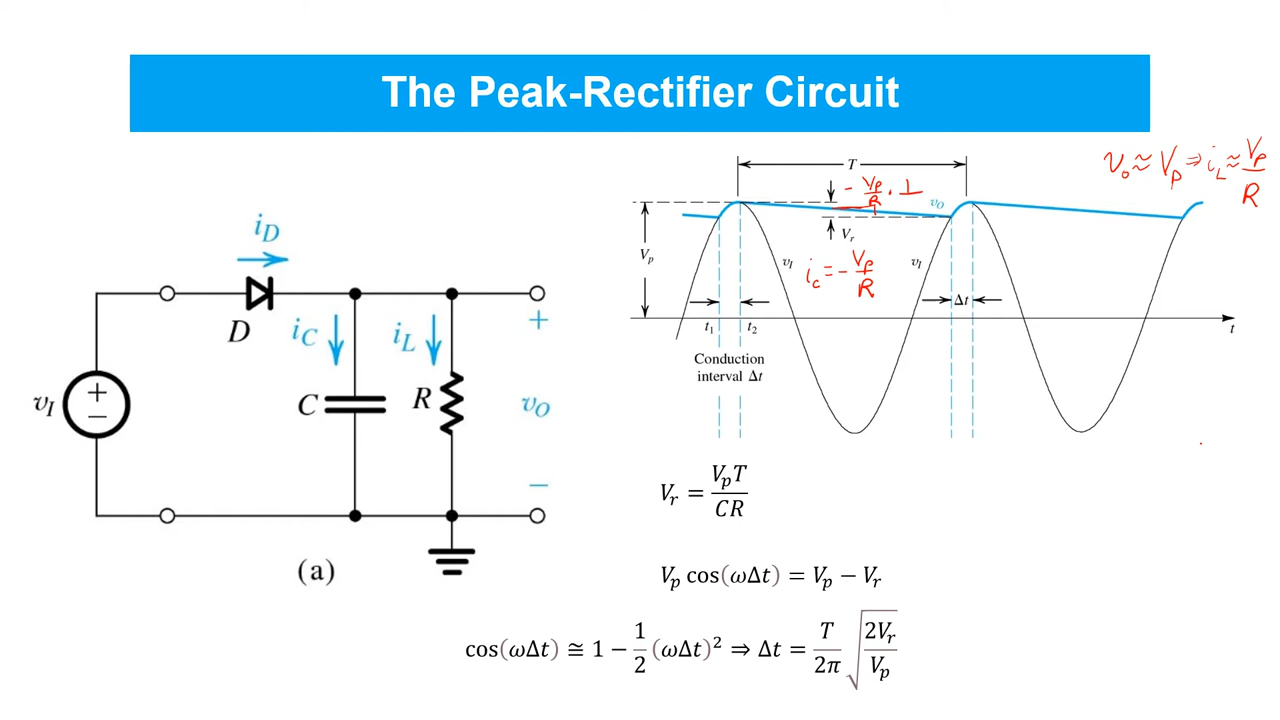 The Peak-Rectifier Circuit
i_D
D
i_C
i_L
C
R
v_I
+
−
+
v_O
−
(a)
T
v_o ≈ V_p ⇒ i_L ≈ V_p/R
− V_p/R · 1
v_O
V_r
V_p
v_I
i_c = − V_p/R
v_I
Δt
t_1
t_2
t
Conduction
interval Δt
V_r = V_pT/CR
V_p cos(ωΔt) = V_p − V_r
cos(ωΔt) ≅ 1 − 1/2 (ωΔt)² ⇒ Δt = T/2π √(2V_r/V_p)